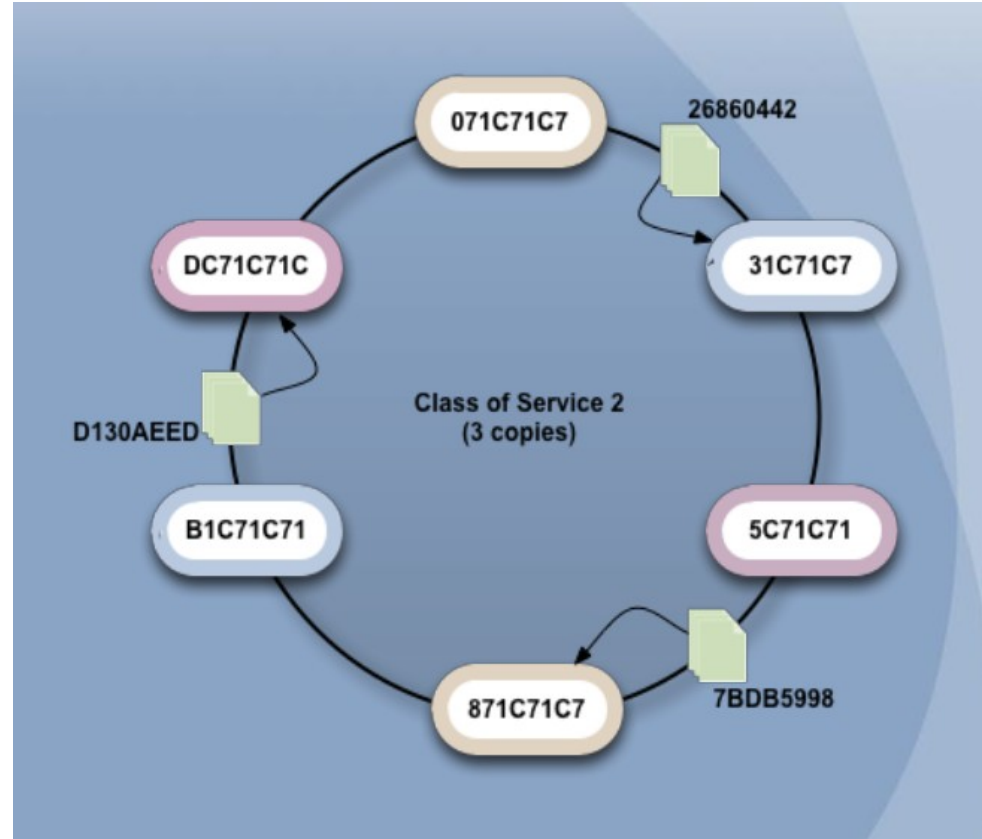 26860442
071C71C7
DC71C71C
31C71C7
Class of Service 2
(3 copies)
D130AEED
B1C71C71
5C71C71
871C71C7
7BDB5998